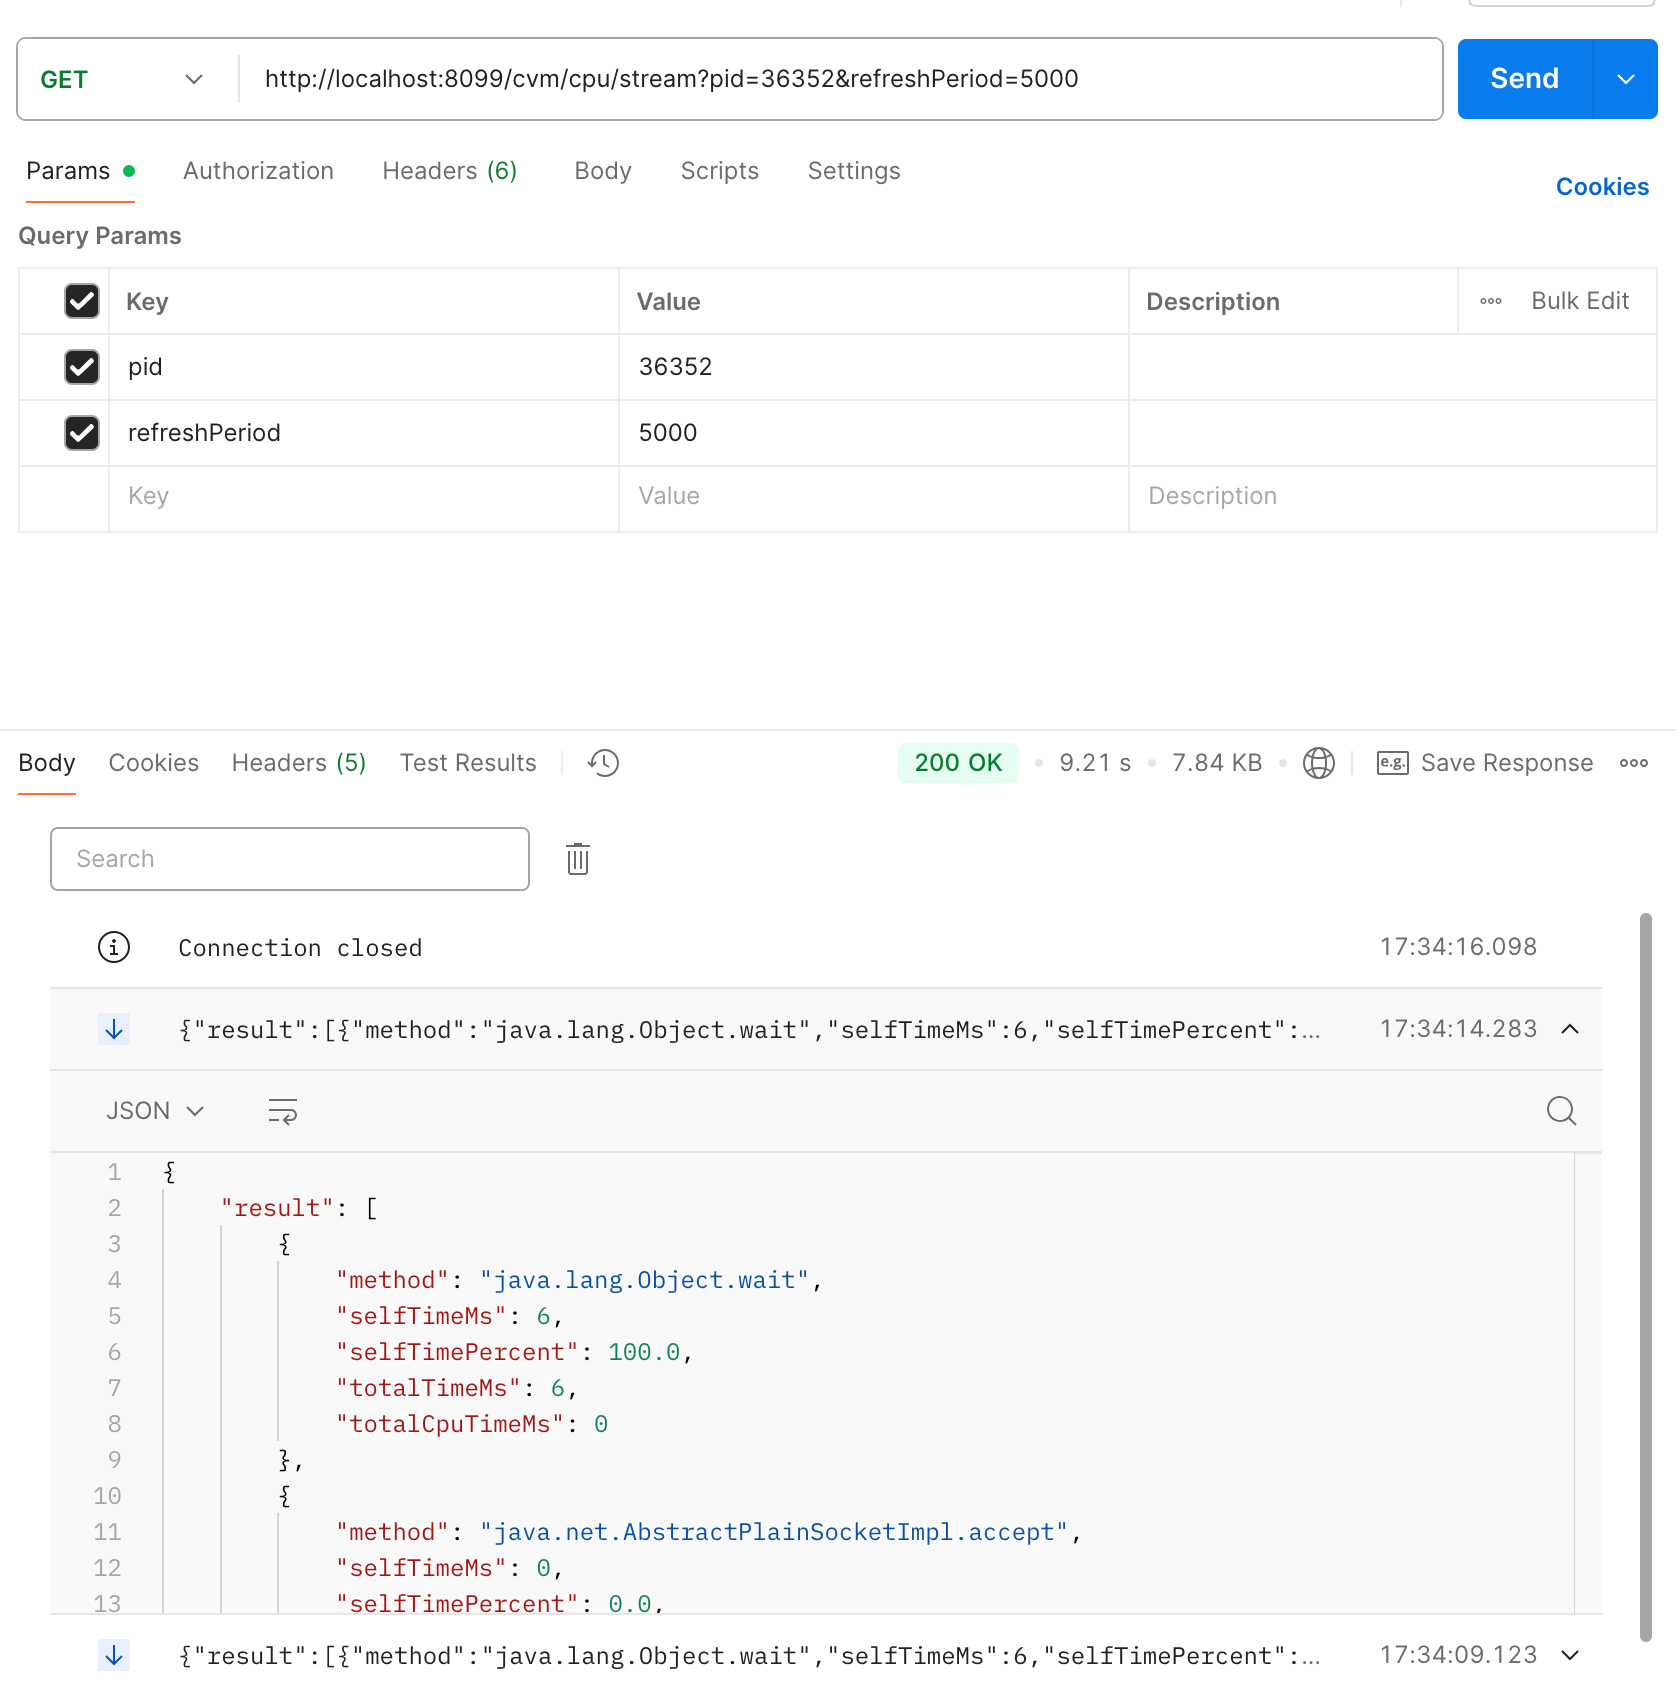 GET http://localhost:8099/cvm/cpu/stream?pid=36352&refreshPeriod=5000 Send
Params Authorization Headers (6) Body Scripts Settings Cookies
Query Params
Key Value Description Bulk Edit
pid 36352
refreshPeriod 5000
Key Value Description
Body Cookies Headers (5) Test Results 200 OK 9.21 s 7.84 KB e.g. Save Response
Search
Connection closed 17:34:16.098
{"result":[{"method":"java.lang.Object.wait","selfTimeMs":6,"selfTimePercent":... 17:34:14.283
JSON
1 {
2 "result": [
3 {
4 "method": "java.lang.Object.wait",
5 "selfTimeMs": 6,
6 "selfTimePercent": 100.0,
7 "totalTimeMs": 6,
8 "totalCpuTimeMs": 0
9 },
10 {
11 "method": "java.net.AbstractPlainSocketImpl.accept",
12 "selfTimeMs": 0,
13 "selfTimePercent": 0.0,
{"result":[{"method":"java.lang.Object.wait","selfTimeMs":6,"selfTimePercent":... 17:34:09.123